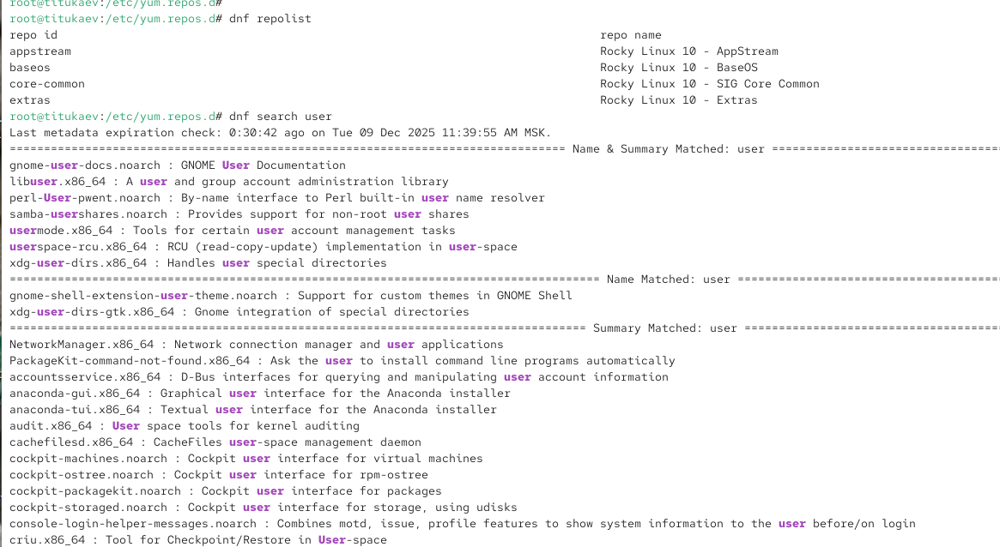 root@titukaev:/etc/yum.repos.d#
root@titukaev:/etc/yum.repos.d# dnf repolist
repo id repo name
appstream Rocky Linux 10 - AppStream
baseos Rocky Linux 10 - BaseOS
core-common Rocky Linux 10 - SIG Core Common
extras Rocky Linux 10 - Extras
root@titukaev:/etc/yum.repos.d# dnf search user
Last metadata expiration check: 0:30:42 ago on Tue 09 Dec 2025 11:39:55 AM MSK.
================================================================================= Name & Summary Matched: user =====================================
gnome-user-docs.noarch : GNOME User Documentation
libuser.x86_64 : A user and group account administration library
perl-User-pwent.noarch : By-name interface to Perl built-in user name resolver
samba-usershares.noarch : Provides support for non-root user shares
usermode.x86_64 : Tools for certain user account management tasks
userspace-rcu.x86_64 : RCU (read-copy-update) implementation in user-space
xdg-user-dirs.x86_64 : Handles user special directories
====================================================================================== Name Matched: user ======================================
gnome-shell-extension-user-theme.noarch : Support for custom themes in GNOME Shell
xdg-user-dirs-gtk.x86_64 : Gnome integration of special directories
==================================================================================== Summary Matched: user =====================================
NetworkManager.x86_64 : Network connection manager and user applications
PackageKit-command-not-found.x86_64 : Ask the user to install command line programs automatically
accountsservice.x86_64 : D-Bus interfaces for querying and manipulating user account information
anaconda-gui.x86_64 : Graphical user interface for the Anaconda installer
anaconda-tui.x86_64 : Textual user interface for the Anaconda installer
audit.x86_64 : User space tools for kernel auditing
cachefilesd.x86_64 : CacheFiles user-space management daemon
cockpit-machines.noarch : Cockpit user interface for virtual machines
cockpit-ostree.noarch : Cockpit user interface for rpm-ostree
cockpit-packagekit.noarch : Cockpit user interface for packages
cockpit-storaged.noarch : Cockpit user interface for storage, using udisks
console-login-helper-messages.noarch : Combines motd, issue, profile features to show system information to the user before/on login
criu.x86_64 : Tool for Checkpoint/Restore in User-space